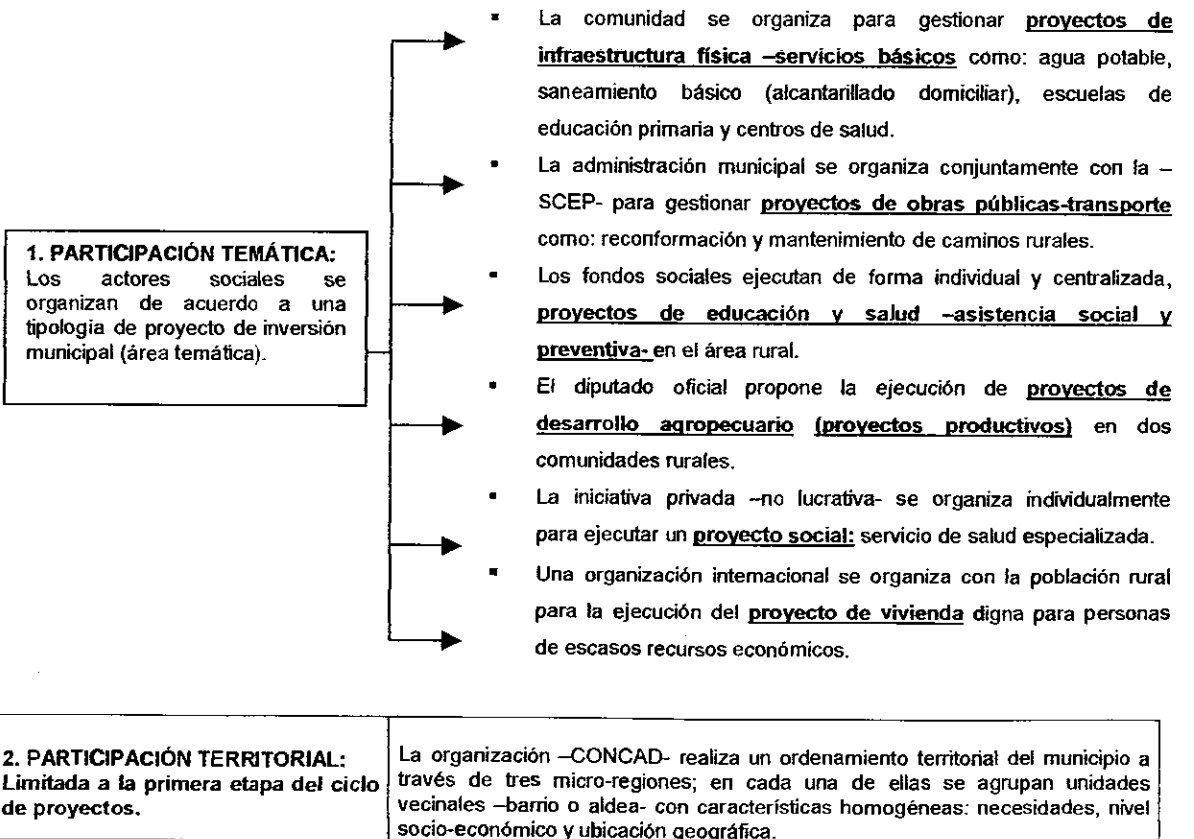 ▪ La comunidad se organiza para gestionar proyectos de
infraestructura física –servicios básicos como: agua potable,
saneamiento básico (alcantarillado domiciliar), escuelas de
educación primaria y centros de salud.
▪ La administración municipal se organiza conjuntamente con la –
SCEP- para gestionar proyectos de obras públicas-transporte
como: reconformación y mantenimiento de caminos rurales.
1. PARTICIPACIÓN TEMÁTICA:
Los actores sociales se
organizan de acuerdo a una
tipología de proyecto de inversión
municipal (área temática).
▪ Los fondos sociales ejecutan de forma individual y centralizada,
proyectos de educación y salud –asistencia social y
preventiva- en el área rural.
▪ El diputado oficial propone la ejecución de proyectos de
desarrollo agropecuario (proyectos productivos) en dos
comunidades rurales.
▪ La iniciativa privada –no lucrativa- se organiza individualmente
para ejecutar un proyecto social: servicio de salud especializada.
▪ Una organización internacional se organiza con la población rural
para la ejecución del proyecto de vivienda digna para personas
de escasos recursos económicos.
2. PARTICIPACIÓN TERRITORIAL:
Limitada a la primera etapa del ciclo
de proyectos.
La organización –CONCAD- realiza un ordenamiento territorial del municipio a
través de tres micro-regiones; en cada una de ellas se agrupan unidades
vecinales –barrio o aldea- con características homogéneas: necesidades, nivel
socio-económico y ubicación geográfica.